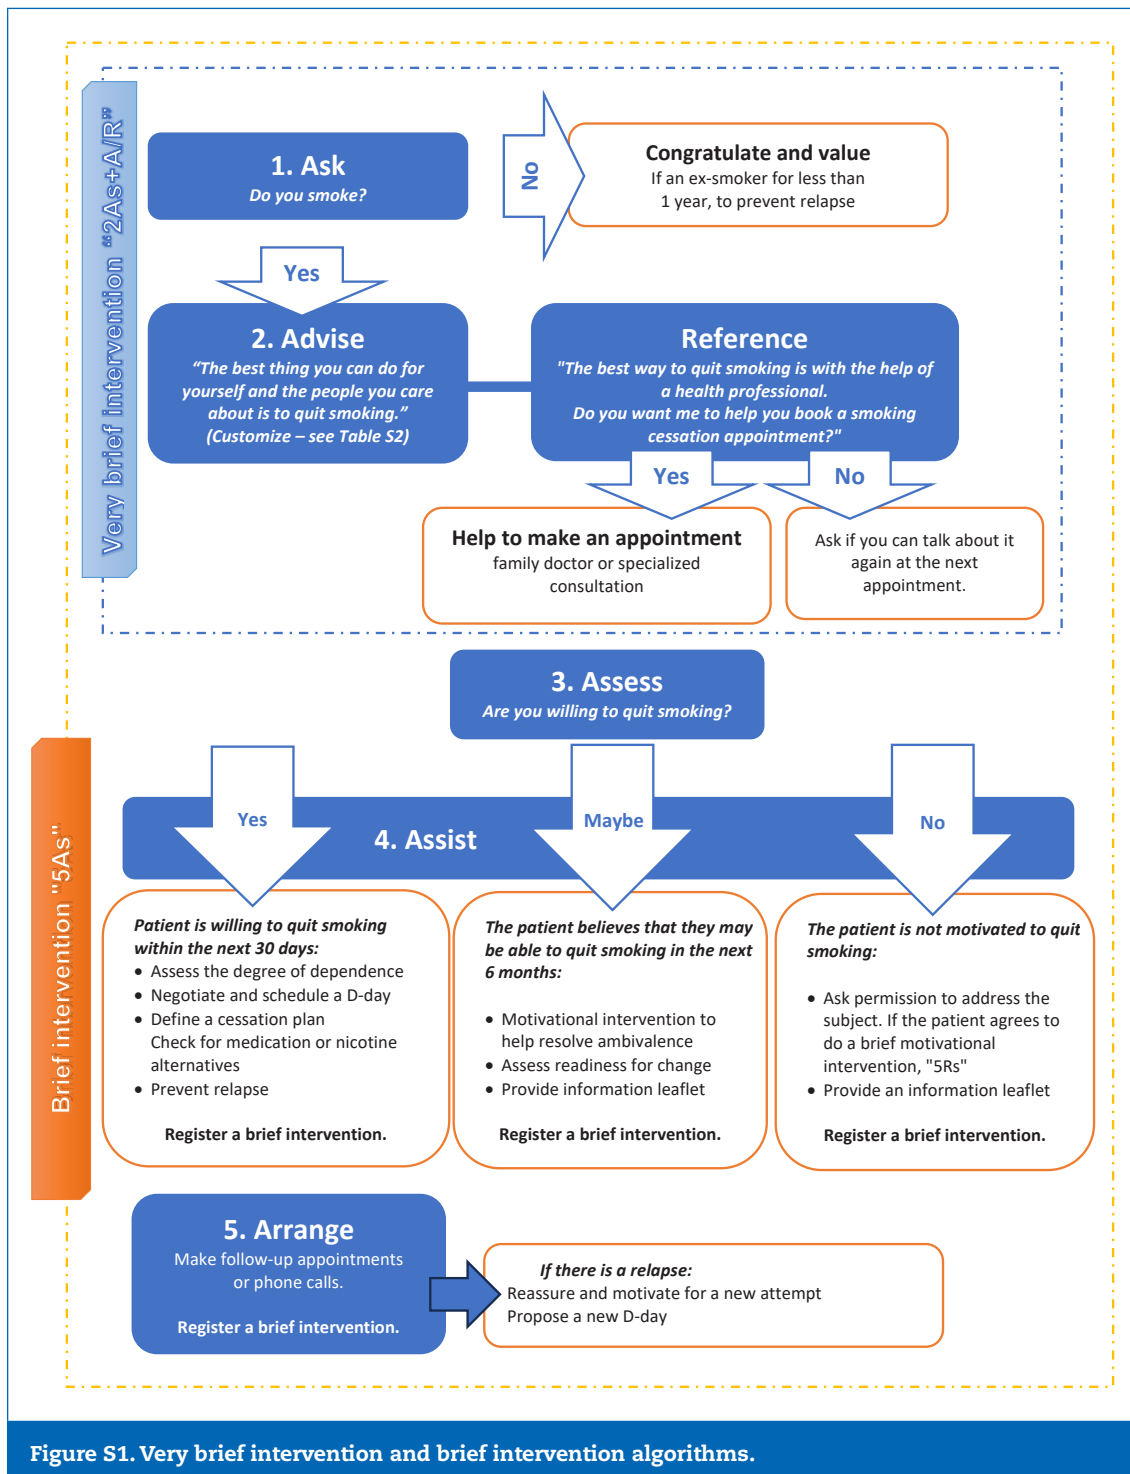 Very brief intervention “2As+A/R”
1. Ask
Do you smoke?
No
Congratulate and value
If an ex-smoker for less than
1 year, to prevent relapse
Yes
2. Advise
“The best thing you can do for
yourself and the people you care
about is to quit smoking.”
(Customize – see Table S2)
Reference
"The best way to quit smoking is with the help of
a health professional.
Do you want me to help you book a smoking
cessation appointment?"
Yes
No
Help to make an appointment
family doctor or specialized
consultation
Ask if you can talk about it
again at the next
appointment.
Brief intervention "5As"
3. Assess
Are you willing to quit smoking?
Yes
Maybe
No
4. Assist
Patient is willing to quit smoking
within the next 30 days:
• Assess the degree of dependence
• Negotiate and schedule a D-day
• Define a cessation plan
Check for medication or nicotine
alternatives
• Prevent relapse
Register a brief intervention.
The patient believes that they may
be able to quit smoking in the next
6 months:
• Motivational intervention to
help resolve ambivalence
• Assess readiness for change
• Provide information leaflet
Register a brief intervention.
The patient is not motivated to quit
smoking:
• Ask permission to address the
subject. If the patient agrees to
do a brief motivational
intervention, "5Rs"
• Provide an information leaflet
Register a brief intervention.
5. Arrange
Make follow-up appointments
or phone calls.
Register a brief intervention.
If there is a relapse:
Reassure and motivate for a new attempt
Propose a new D-day
Figure S1. Very brief intervention and brief intervention algorithms.